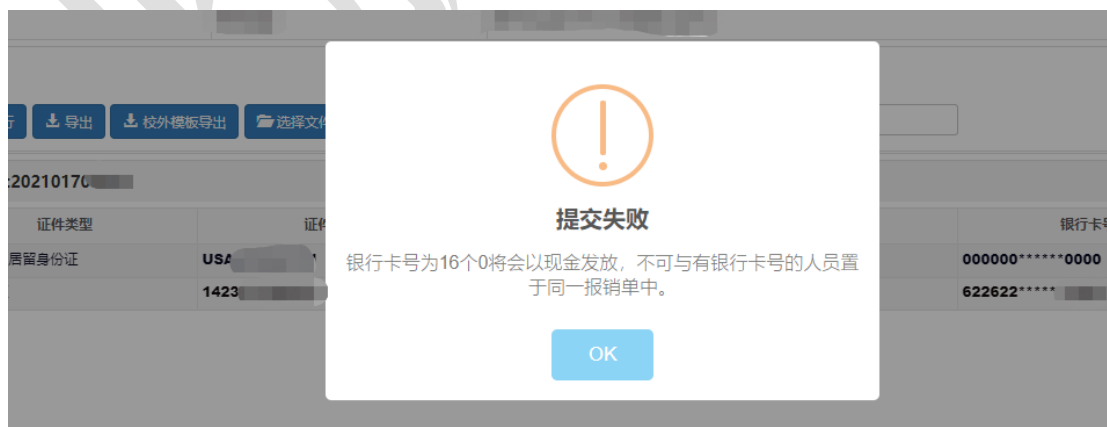 导出
校外模板导出
选择文件
:20210170
证件类型
证件
银行卡号
居留身份证
USA
000000******0000
1423
622622*****
提交失败
银行卡号为16个0将会以现金发放，不可与有银行卡号的人员置
于同一报销单中。
OK